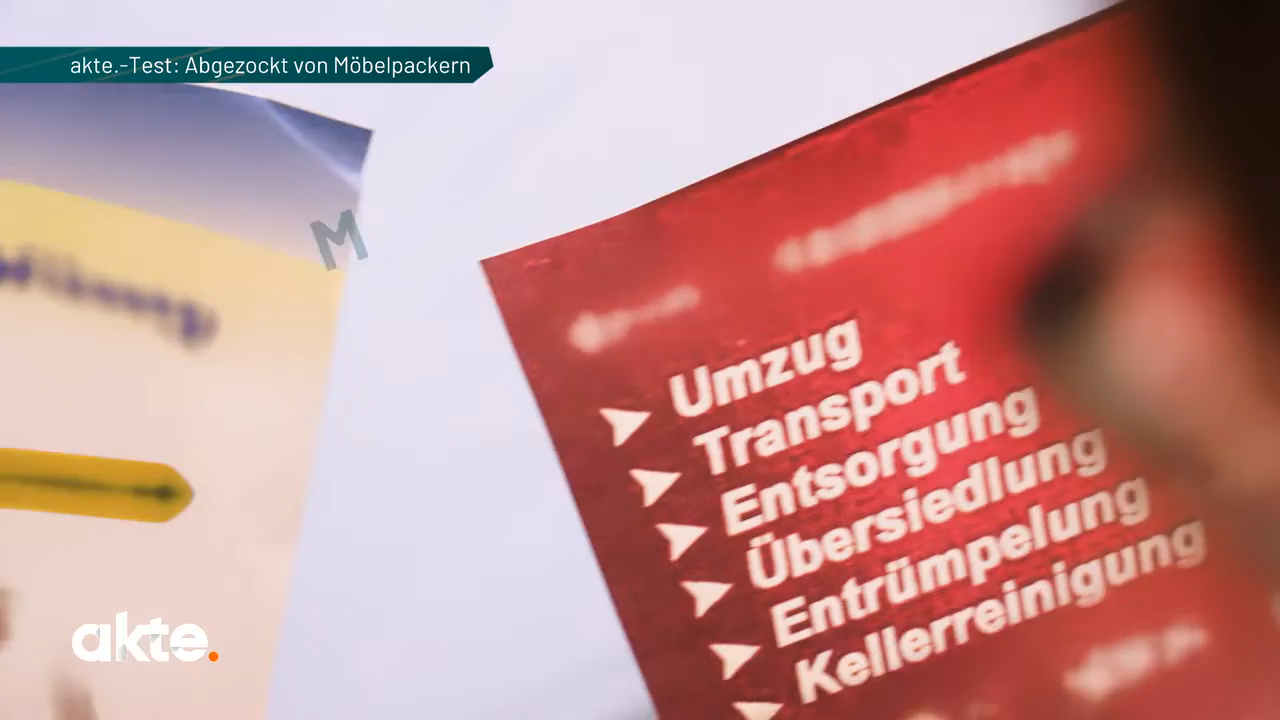 akte.-Test: Abgezockt von Möbelpackern
M
Umzug
Transport
Entsorgung
Übersiedlung
Entrümpelung
Kellerreinigung
akte.